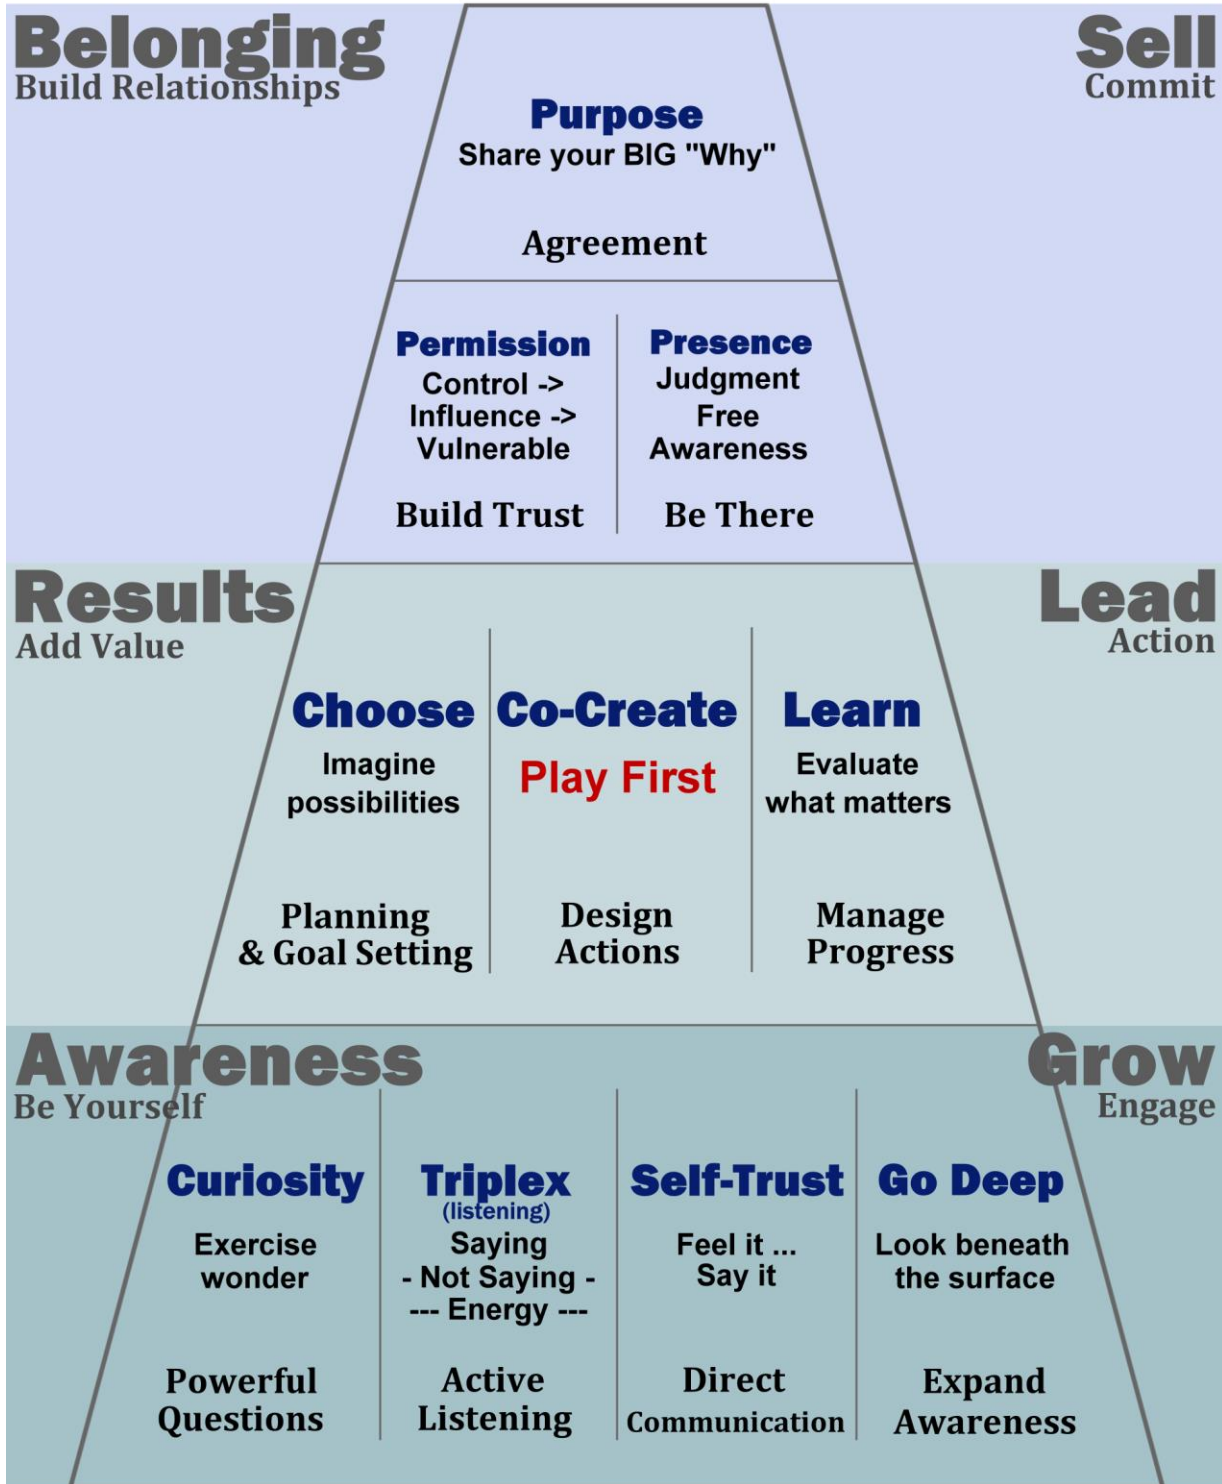 Belonging
Build Relationships
Sell
Commit
Purpose
Share your BIG "Why"
Agreement
Permission
Control ->
Influence ->
Vulnerable
Build Trust
Presence
Judgment
Free
Awareness
Be There
Results
Add Value
Lead
Action
Choose
Imagine
possibilities
Planning
& Goal Setting
Co-Create
Play First
Design
Actions
Learn
Evaluate
what matters
Manage
Progress
Awareness
Be Yourself
Grow
Engage
Curiosity
Exercise
wonder
Powerful
Questions
Triplex
(listening)
Saying
- Not Saying -
--- Energy ---
Active
Listening
Self-Trust
Feel it ...
Say it
Direct
Communication
Go Deep
Look beneath
the surface
Expand
Awareness